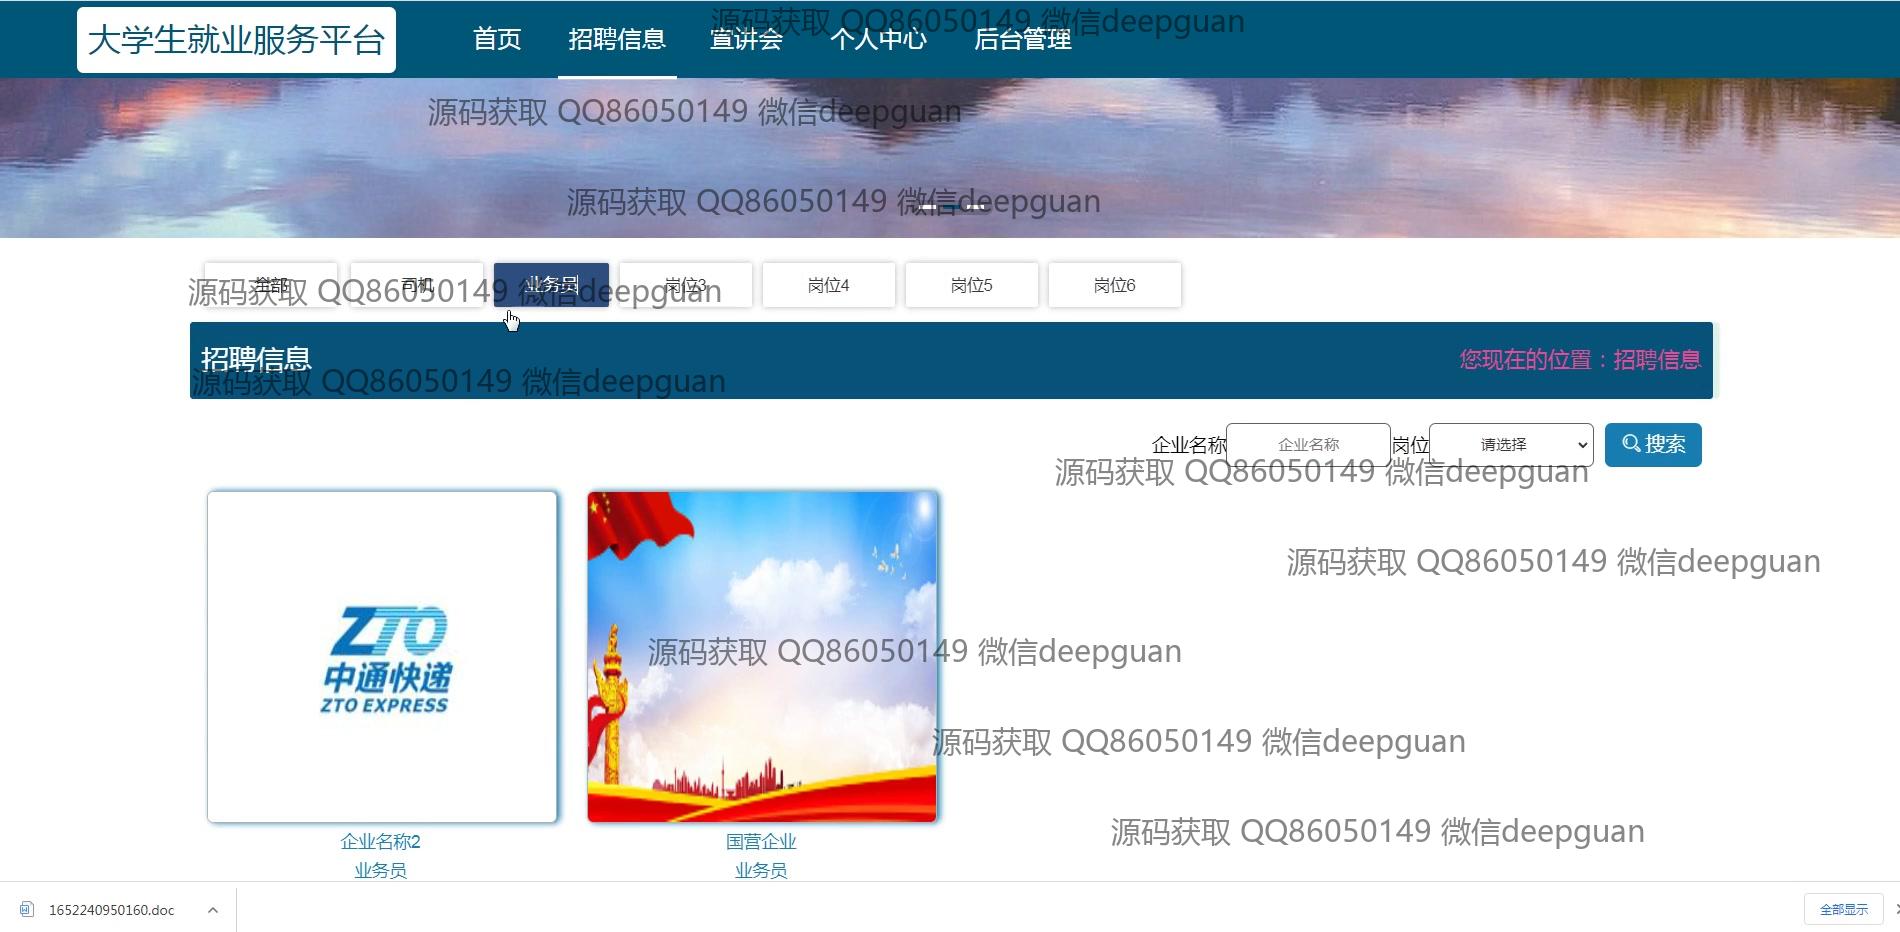 源码获取 QQ86050149 微信deepguan
大学生就业服务平台 首页 招聘信息 宣讲会 个人中心 后台管理
源码获取 QQ86050149 微信deepguan
源码获取 QQ86050149 微信deepguan
全部 司机 业务员 岗位3 岗位4 岗位5 岗位6
源码获取 QQ86050149 微信deepguan
招聘信息 您现在的位置：招聘信息
源码获取 QQ86050149 微信deepguan
企业名称 企业名称 岗位 请选择 搜索
源码获取 QQ86050149 微信deepguan
源码获取 QQ86050149 微信deepguan
ZTO
中通快递
ZTO EXPRESS
源码获取 QQ86050149 微信deepguan
源码获取 QQ86050149 微信deepguan
源码获取 QQ86050149 微信deepguan
企业名称2 国营企业
业务员 业务员
1652240950160.doc 全部显示